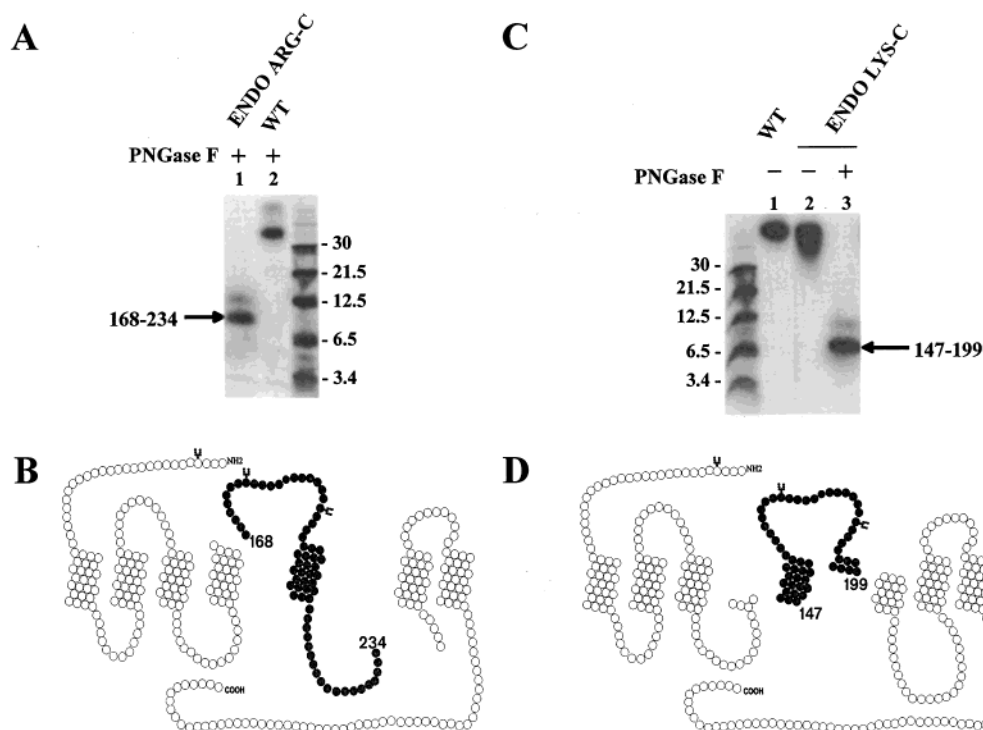 A
ENDO ARG-C
WT
PNGase F + +
1 2
- 30
- 21.5
- 12.5
- 6.5
- 3.4
168-234
C
WT
ENDO LYS-C
PNGase F - - +
1 2 3
30 -
21.5 -
12.5 -
6.5 -
3.4 -
147-199
B
NH2
168
234
COOH
D
NH2
147
199
COOH